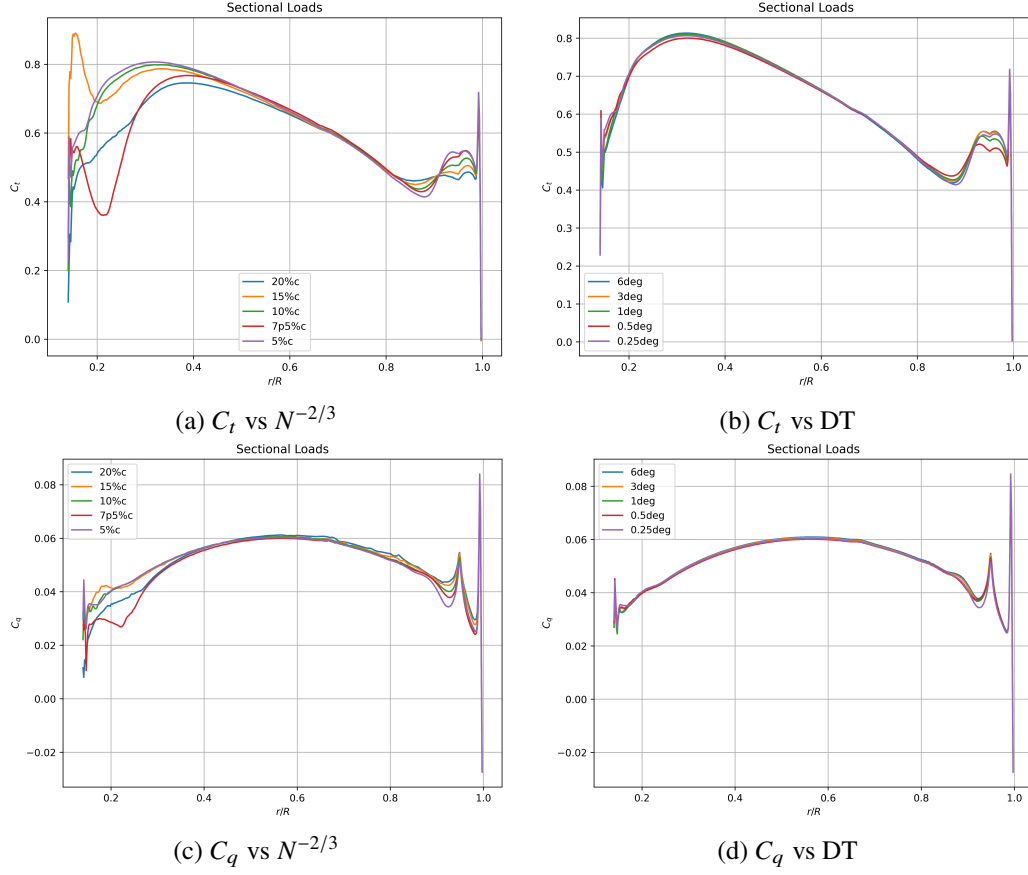 Sectional Loads
0.8
0.6
0.4
0.2
0.0
C_t
20%c
15%c
10%c
7p5%c
5%c
0.2 0.4 0.6 0.8 1.0
r/R
(a) C_t vs N^{-2/3}
Sectional Loads
0.8
0.7
0.6
0.5
0.4
0.3
0.2
0.1
0.0
C_t
6deg
3deg
1deg
0.5deg
0.25deg
0.2 0.4 0.6 0.8 1.0
r/R
(b) C_t vs DT
Sectional Loads
0.08
0.06
0.04
0.02
0.00
−0.02
C_q
20%c
15%c
10%c
7p5%c
5%c
0.2 0.4 0.6 0.8 1.0
r/R
(c) C_q vs N^{-2/3}
Sectional Loads
0.08
0.06
0.04
0.02
0.00
−0.02
C_q
6deg
3deg
1deg
0.5deg
0.25deg
0.2 0.4 0.6 0.8 1.0
r/R
(d) C_q vs DT